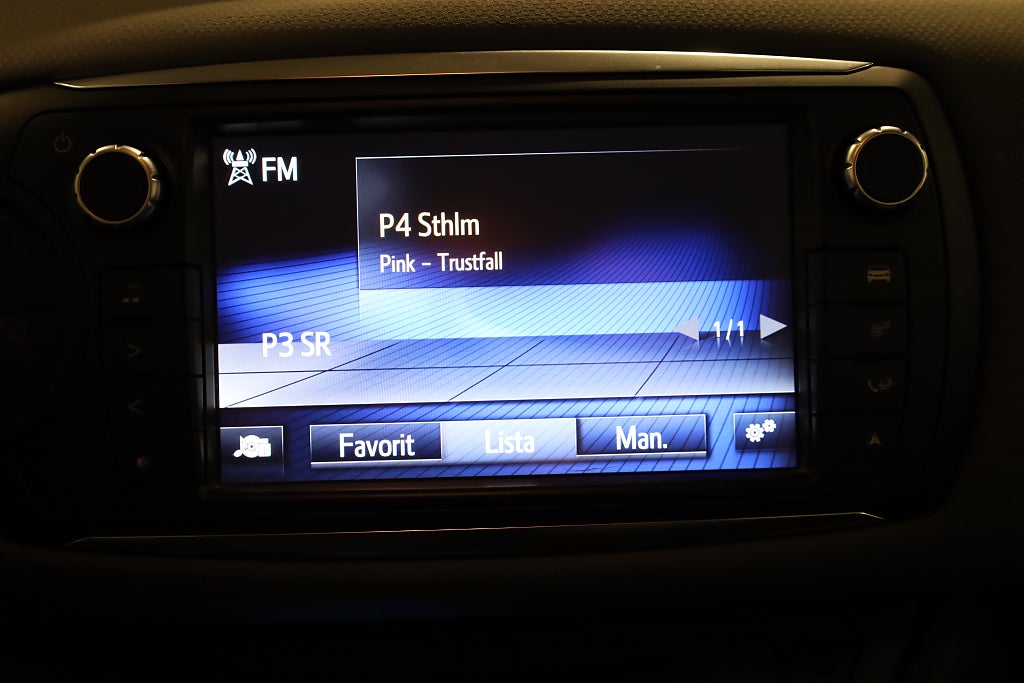 FM
P4 Sthlm
Pink – Trustfall
P3 SR
1/1
Favorit
Lista
Man.